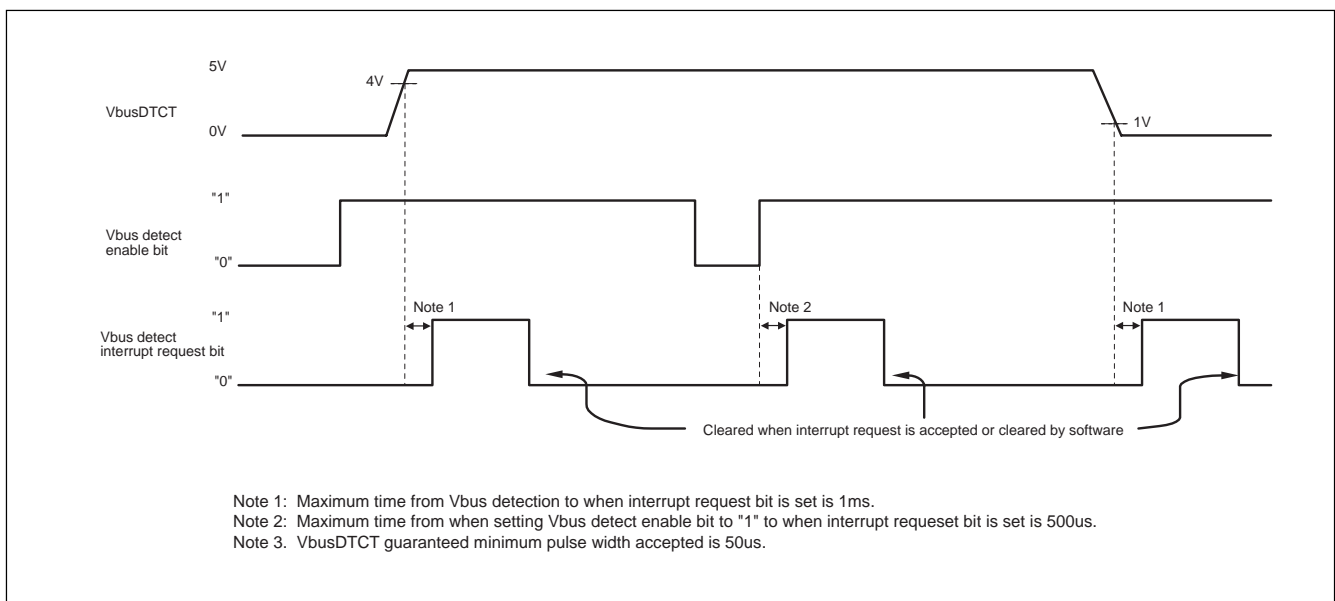 5V
4V
VbusDTCT
0V
1V
"1"
Vbus detect
enable bit
"0"
Note 1
Note 2
Note 1
"1"
Vbus detect
interrupt request bit
"0"
Cleared when interrupt request is accepted or cleared by software
Note 1: Maximum time from Vbus detection to when interrupt request bit is set is 1ms.
Note 2: Maximum time from when setting Vbus detect enable bit to "1" to when interrupt requeset bit is set is 500us.
Note 3. VbusDTCT guaranteed minimum pulse width accepted is 50us.